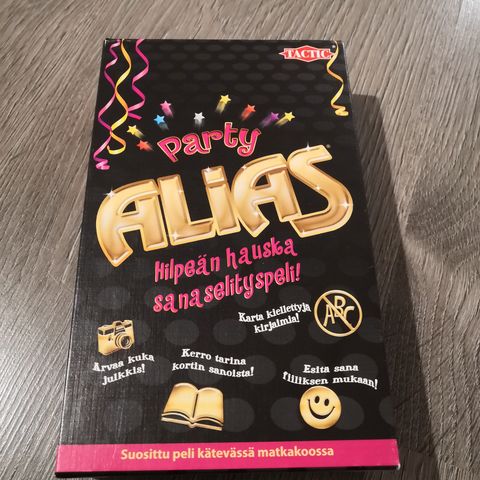 TACTIC
Party
ALIAS
Hilpeän hauska
sanaselityspeli!
Karta kiellettyjä
kirjaimia!
ABC
Arvaa kuka
julkkis!
Kerro tarina
kortin sanoista!
Esitä sana
fiiliksen mukaan!
Suosittu peli kätevässä matkakoossa